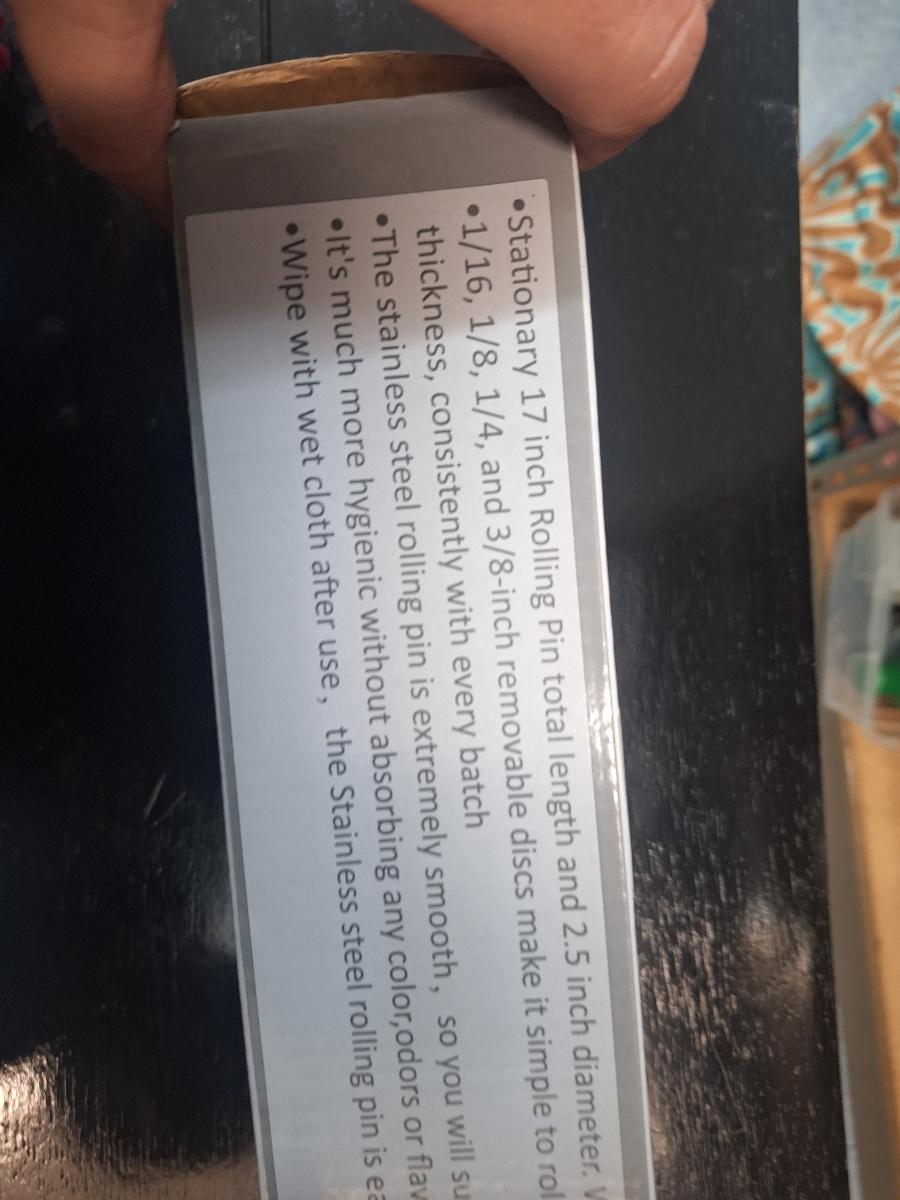 •Stationary 17 inch Rolling Pin total length and 2.5 inch diameter.
•1/16, 1/8, 1/4, and 3/8-inch removable discs make it simple to
thickness, consistently with every batch
•The stainless steel rolling pin is extremely smooth, so you will
•It's much more hygienic without absorbing any color,odors or
•Wipe with wet cloth after use, the Stainless steel rolling pin is